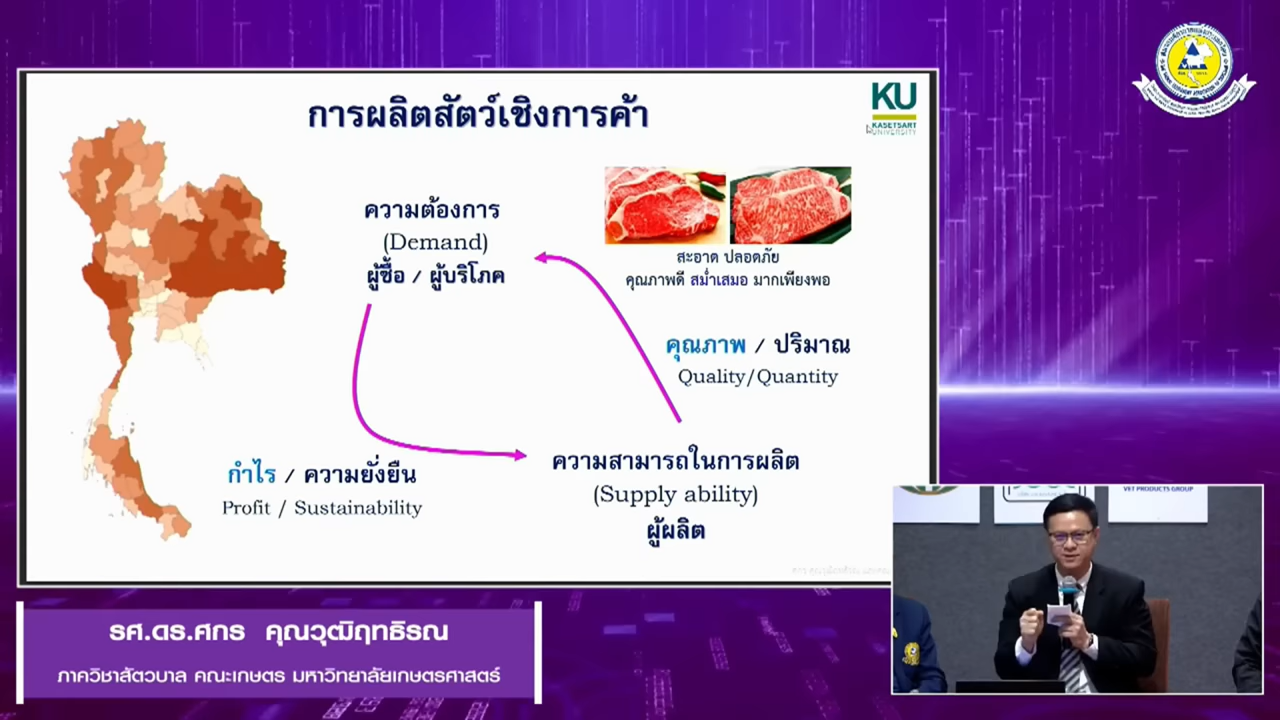 การผลิตสัตว์เชิงการค้า
KU
KASETSART
UNIVERSITY
ความต้องการ
(Demand)
ผู้ซื้อ / ผู้บริโภค
สะอาด ปลอดภัย
คุณภาพดี สม่ำเสมอ มากเพียงพอ
คุณภาพ / ปริมาณ
Quality/Quantity
กำไร / ความยั่งยืน
Profit / Sustainability
ความสามารถในการผลิต
(Supply ability)
ผู้ผลิต
VET PRODUCTS GROUP
รศ.ดร.ศกร คุณวุฒิฤทธิรณ
ภาควิชาสัตวบาล คณะเกษตร มหาวิทยาลัยเกษตรศาสตร์